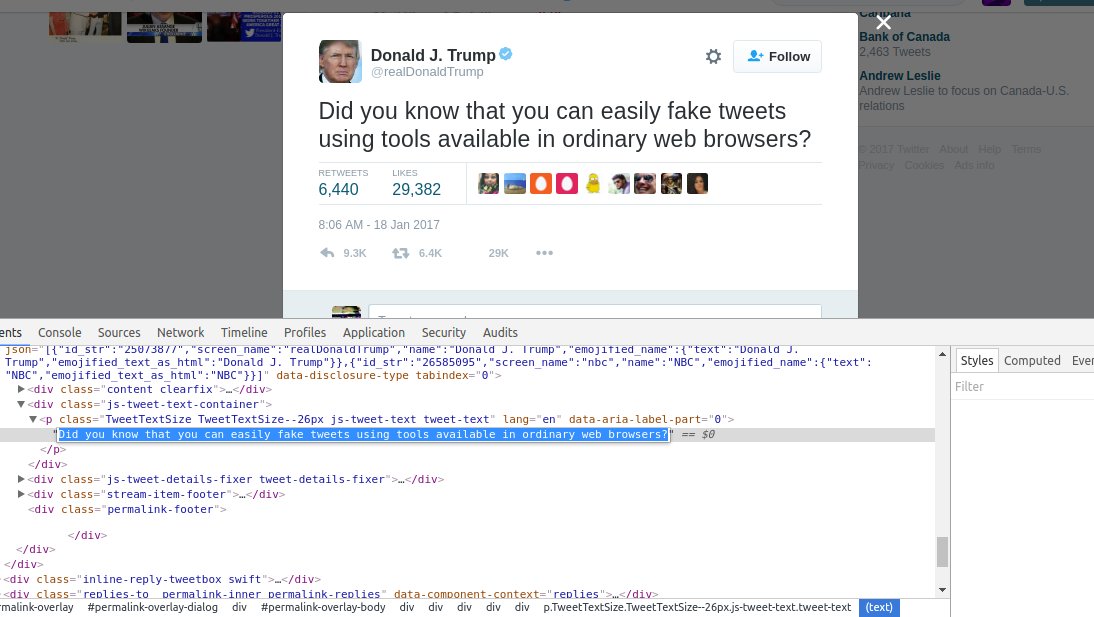 Caribana
Bank of Canada
2,463 Tweets
Andrew Leslie
Andrew Leslie to focus on Canada-U.S.
relations
© 2017 Twitter About Help Terms
Privacy Cookies Ads info
Donald J. Trump
@realDonaldTrump
Follow
Did you know that you can easily fake tweets
using tools available in ordinary web browsers?
RETWEETS LIKES
6,440 29,382
8:06 AM - 18 Jan 2017
9.3K 6.4K 29K •••
ents Console Sources Network Timeline Profiles Application Security Audits
json="[{"id_str":"25073877","screen_name":"realDonaldTrump","name":"Donald J. Trump","emojified_name":{"text":"Donald J.
Trump","emojified_text_as_html":"Donald J. Trump"}},{"id_str":"26585095","screen_name":"nbc","name":"NBC","emojified_name":{"text":
"NBC","emojified_text_as_html":"NBC"}}]" data-disclosure-type tabindex="0">
<div class="content clearfix">…</div>
<div class="js-tweet-text-container">
<p class="TweetTextSize TweetTextSize--26px js-tweet-text tweet-text" lang="en" data-aria-label-part="0">
"Did you know that you can easily fake tweets using tools available in ordinary web browsers?" == $0
</p>
</div>
<div class="js-tweet-details-fixer tweet-details-fixer">…</div>
<div class="stream-item-footer">…</div>
<div class="permalink-footer">
</div>
</div>
</div>
<div class="inline-reply-tweetbox swift">…</div>
<div class="replies-to permalink-inner permalink-replies" data-component-context="replies">…</div>
rmalink-overlay #permalink-overlay-dialog div #permalink-overlay-body div div div div div p.TweetTextSize.TweetTextSize--26px.js-tweet-text.tweet-text (text)
Styles Computed Even
Filter